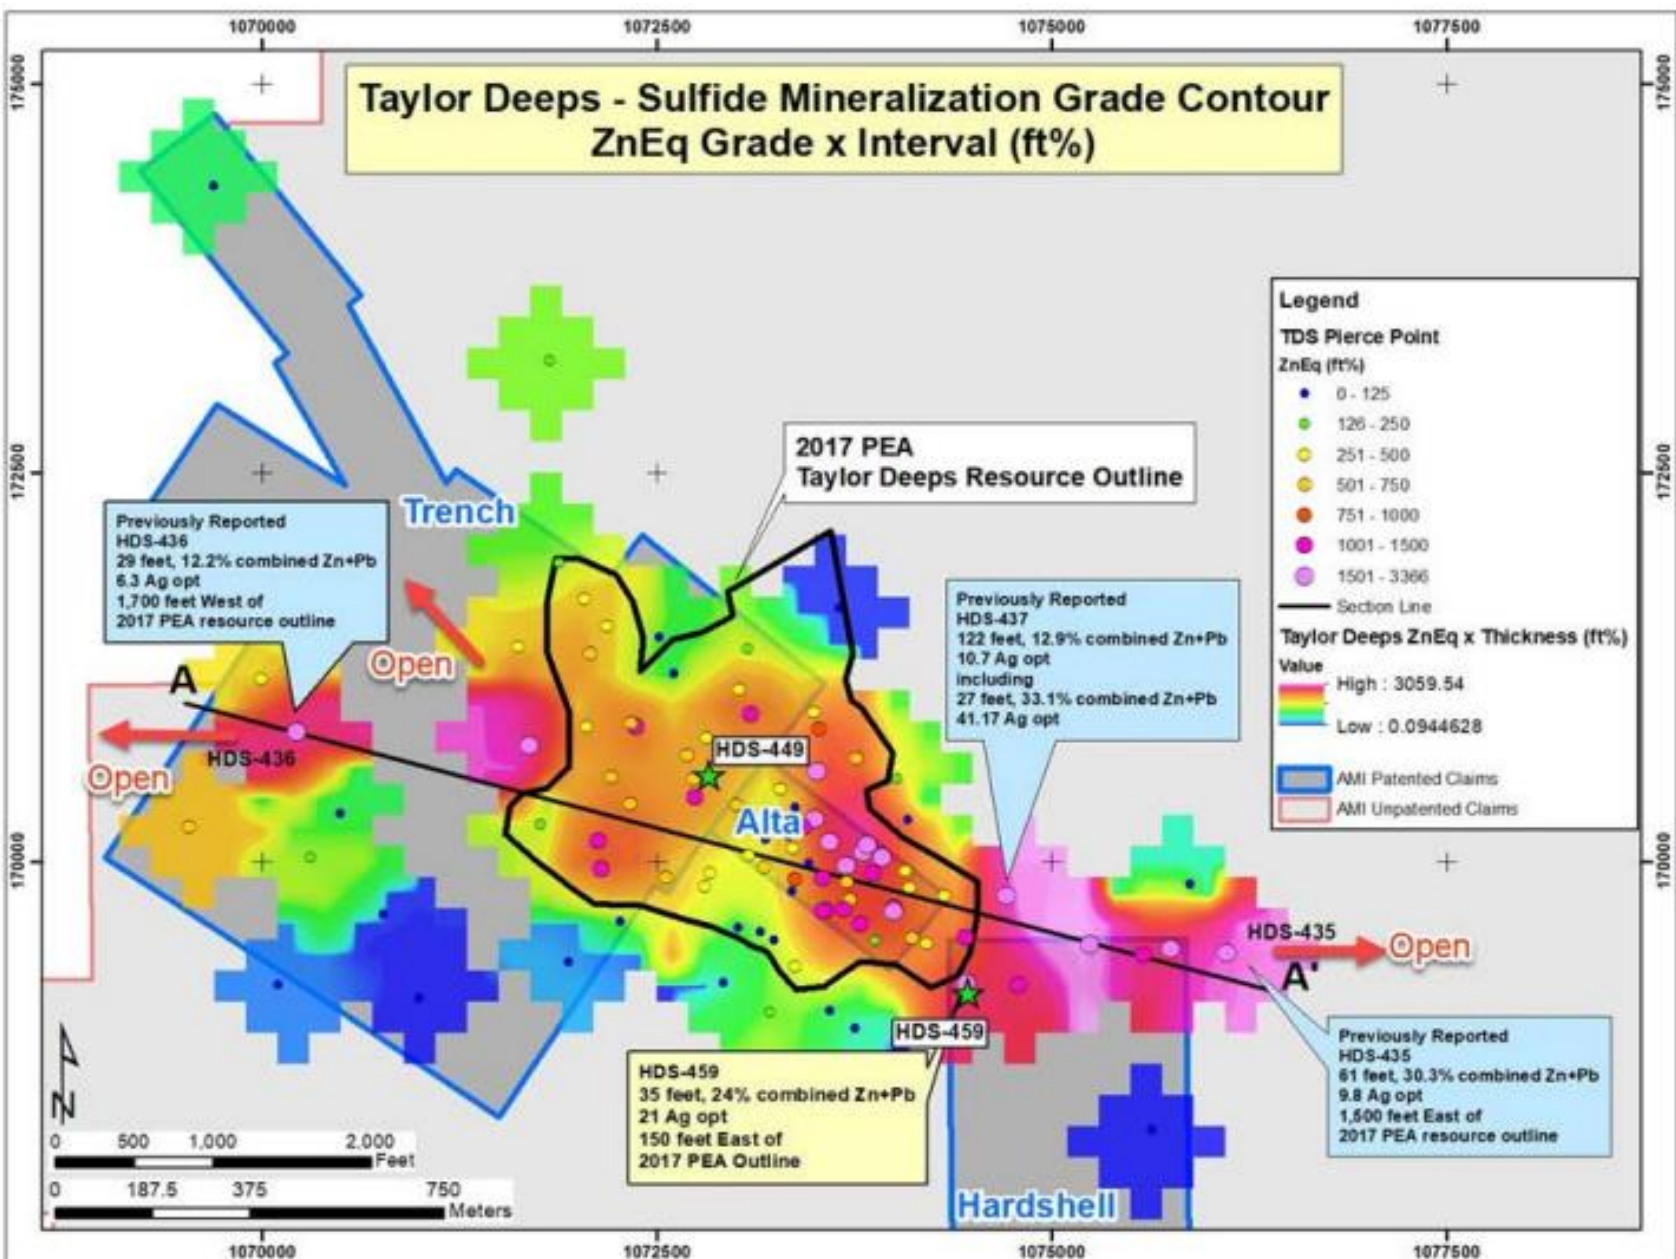 1070000 1072500 1075000 1077500
175000 175000
Taylor Deeps - Sulfide Mineralization Grade Contour
ZnEq Grade x Interval (ft%)
Legend
TDS Pierce Point
ZnEq (ft%)
0 - 125
126 - 250
251 - 500
501 - 750
751 - 1000
1001 - 1500
1501 - 3366
Section Line
Taylor Deeps ZnEq x Thickness (ft%)
Value
High : 3059.54
Low : 0.0944628
AMI Patented Claims
AMI Unpatented Claims
2017 PEA
Taylor Deeps Resource Outline
172500 172500
Trench
Previously Reported
HDS-436
29 feet, 12.2% combined Zn+Pb
6.3 Ag opt
1,700 feet West of
2017 PEA resource outline
Previously Reported
HDS-437
122 feet, 12.9% combined Zn+Pb
10.7 Ag opt
including
27 feet, 33.1% combined Zn+Pb
41.17 Ag opt
Open
A
HDS-436
Open
HDS-449
Alta
170000 170000
HDS-435
Open
A'
HDS-459
HDS-459
35 feet, 24% combined Zn+Pb
21 Ag opt
150 feet East of
2017 PEA Outline
Previously Reported
HDS-435
61 feet, 30.3% combined Zn+Pb
9.8 Ag opt
1,500 feet East of
2017 PEA resource outline
Hardshell
N
0 500 1,000 2,000
Feet
0 187.5 375 750
Meters
1070000 1072500 1075000 1077500